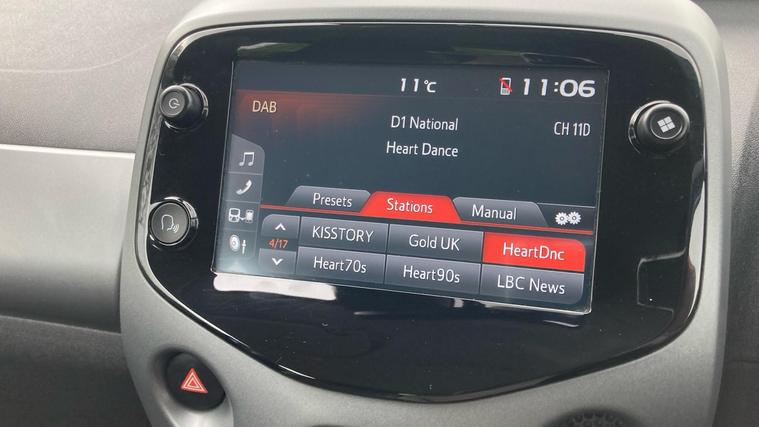 11°C 11:06
DAB
D1 National
CH 11D
Heart Dance
Presets Stations Manual
4/17
KISSTORY Gold UK HeartDnc
Heart70s Heart90s LBC News